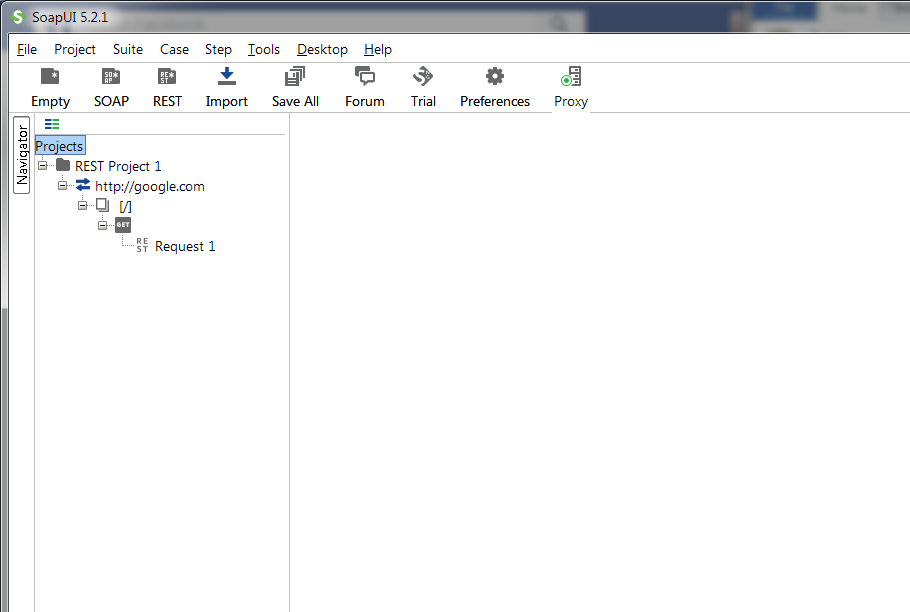 SoapUI 5.2.1
File Project Suite Case Step Tools Desktop Help
Empty SOAP REST Import Save All Forum Trial Preferences Proxy
Navigator
Projects
REST Project 1
http://google.com
[/]
GET
REST Request 1